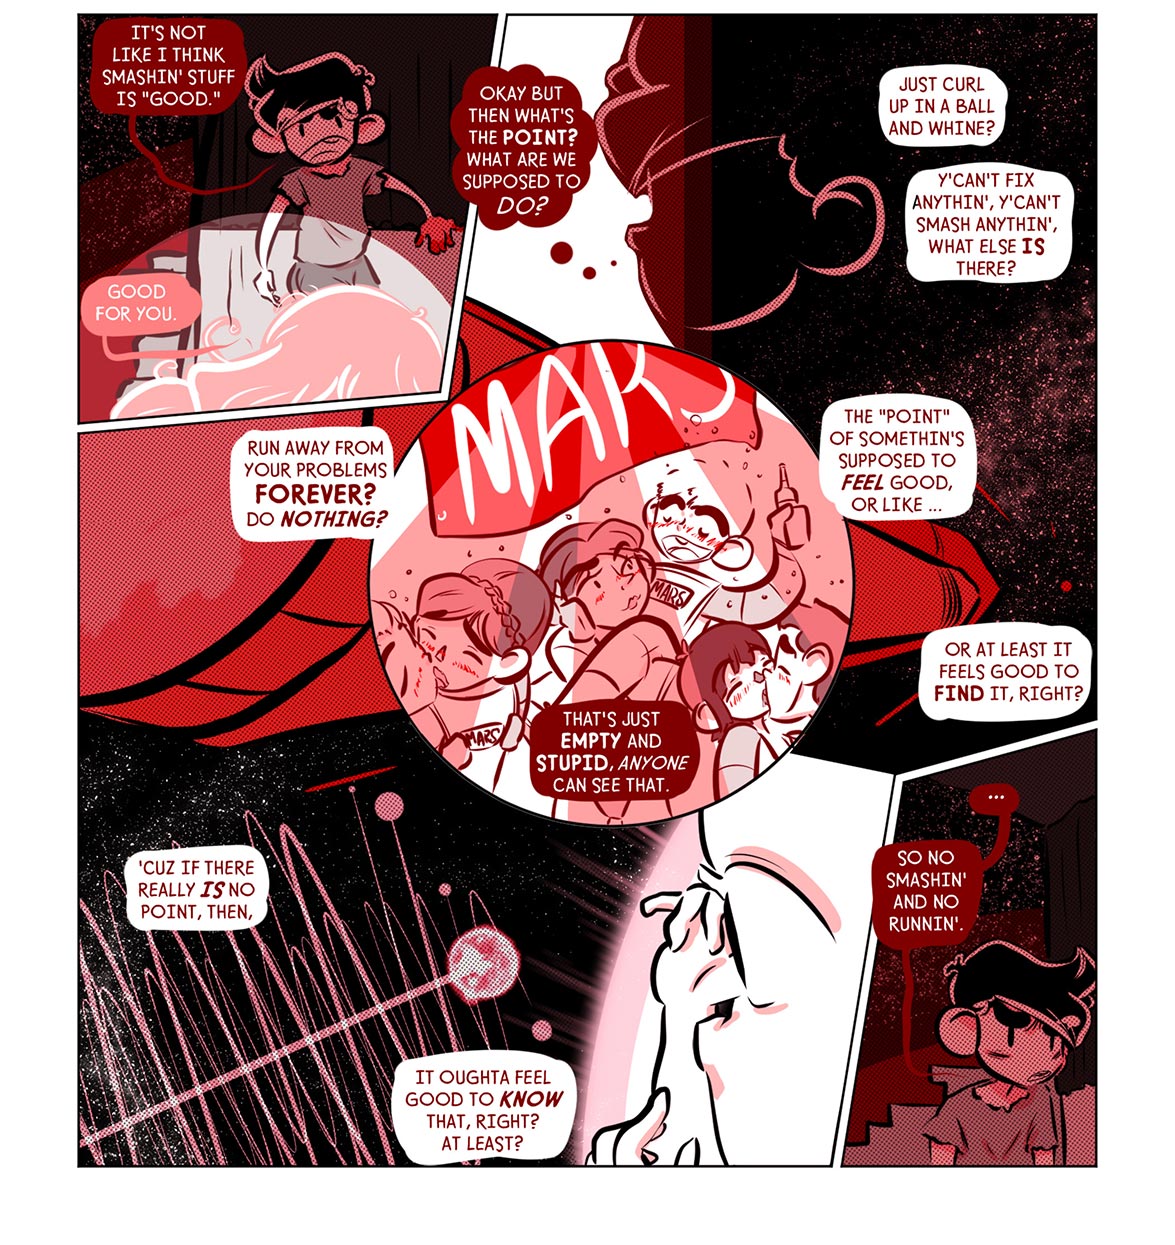 IT'S NOT
LIKE I THINK
SMASHIN' STUFF
IS "GOOD."
GOOD
FOR YOU.
OKAY BUT
THEN WHAT'S
THE POINT?
WHAT ARE WE
SUPPOSED TO
DO?
JUST CURL
UP IN A BALL
AND WHINE?
Y'CAN'T FIX
ANYTHIN', Y'CAN'T
SMASH ANYTHIN',
WHAT ELSE IS
THERE?
RUN AWAY FROM
YOUR PROBLEMS
FOREVER?
DO NOTHING?
MARS
MARS
MARS
THAT'S JUST
EMPTY AND
STUPID, ANYONE
CAN SEE THAT.
THE "POINT"
OF SOMETHIN'S
SUPPOSED TO
FEEL GOOD,
OR LIKE ...
OR AT LEAST IT
FEELS GOOD TO
FIND IT, RIGHT?
'CUZ IF THERE
REALLY IS NO
POINT, THEN,
IT OUGHTA FEEL
GOOD TO KNOW
THAT, RIGHT?
AT LEAST?
...
SO NO
SMASHIN'
AND NO
RUNNIN'.